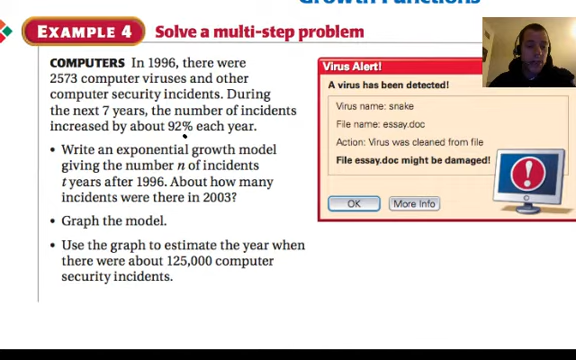 Growth Functions
EXAMPLE 4 Solve a multi-step problem
COMPUTERS In 1996, there were
2573 computer viruses and other
computer security incidents. During
the next 7 years, the number of incidents
increased by about 92% each year.
• Write an exponential growth model
giving the number n of incidents
t years after 1996. About how many
incidents were there in 2003?
• Graph the model.
• Use the graph to estimate the year when
there were about 125,000 computer
security incidents.
Virus Alert!
A virus has been detected!
Virus name: snake
File name: essay.doc
Action: Virus was cleaned from file
File essay.doc might be damaged!
OK More Info